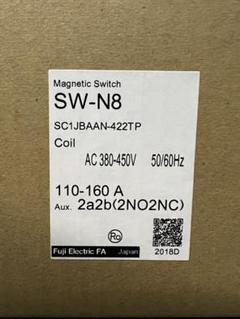 Magnetic Switch
SW-N8
SC1JBAAN-422TP
Coil
AC 380-450V 50/60Hz
110-160 A
Aux. 2a2b(2NO2NC)
Ro
Fuji Electric FA Japan
2018D